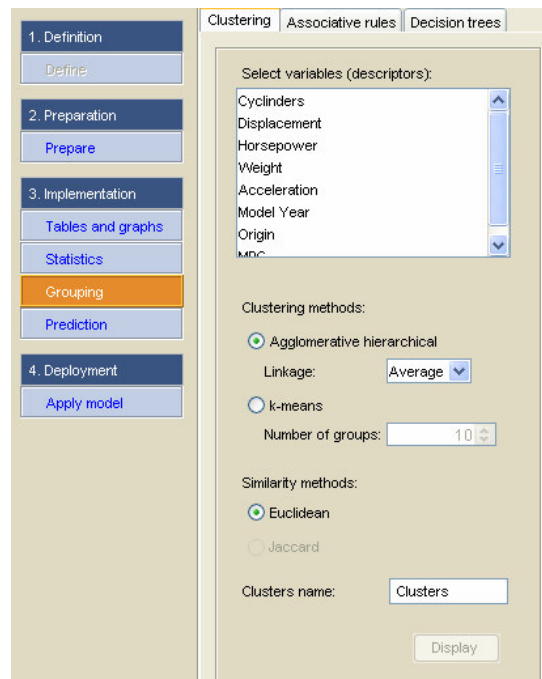 1. Definition
Define
2. Preparation
Prepare
3. Implementation
Tables and graphs
Statistics
Grouping
Prediction
4. Deployment
Apply model
Clustering Associative rules Decision trees
Select variables (descriptors):
Cyclinders
Displacement
Horsepower
Weight
Acceleration
Model Year
Origin
MPG
Clustering methods:
Agglomerative hierarchical
Linkage: Average
k-means
Number of groups: 10
Similarity methods:
Euclidean
Jaccard
Clusters name: Clusters
Display